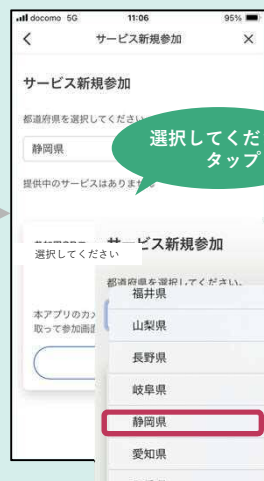 docomo 5G 11:06 95%
サービス新規参加
サービス新規参加
都道府県を選択してください
静岡県
選択してくだ
タップ
提供中のサービスはありま
サービス新規参加
選択してください
都道府県を選択してください。
福井県
山梨県
長野県
岐阜県
静岡県
愛知県
本アプリのカメ
取って参加画面